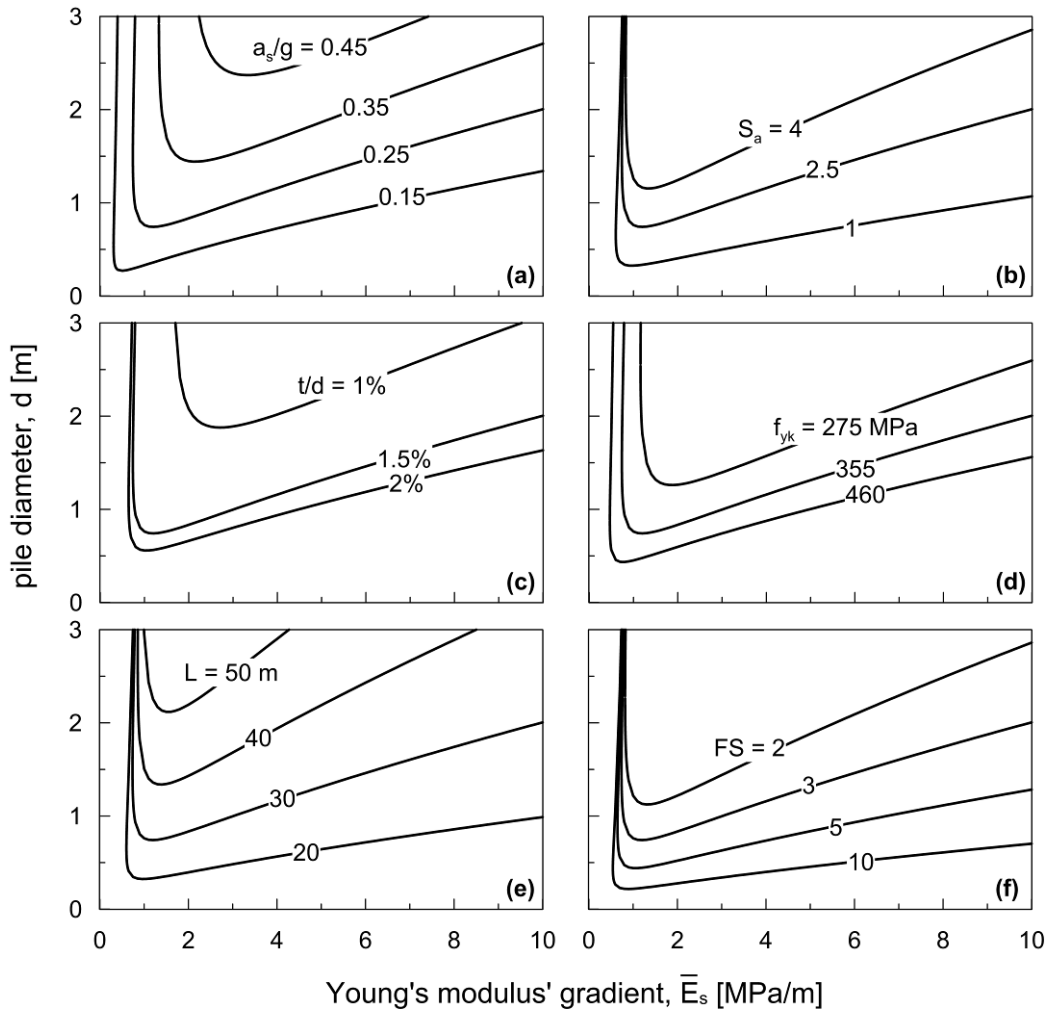 3
2
1
0
a_s/g = 0.45
0.35
0.25
0.15
(a)
S_a = 4
2.5
1
(b)
3
2
1
0
t/d = 1%
1.5%
2%
(c)
f_yk = 275 MPa
355
460
(d)
3
2
1
0
L = 50 m
40
30
20
(e)
FS = 2
3
5
10
(f)
0 2 4 6 8 10
0 2 4 6 8 10
pile diameter, d [m]
Young's modulus' gradient, E̅_s [MPa/m]